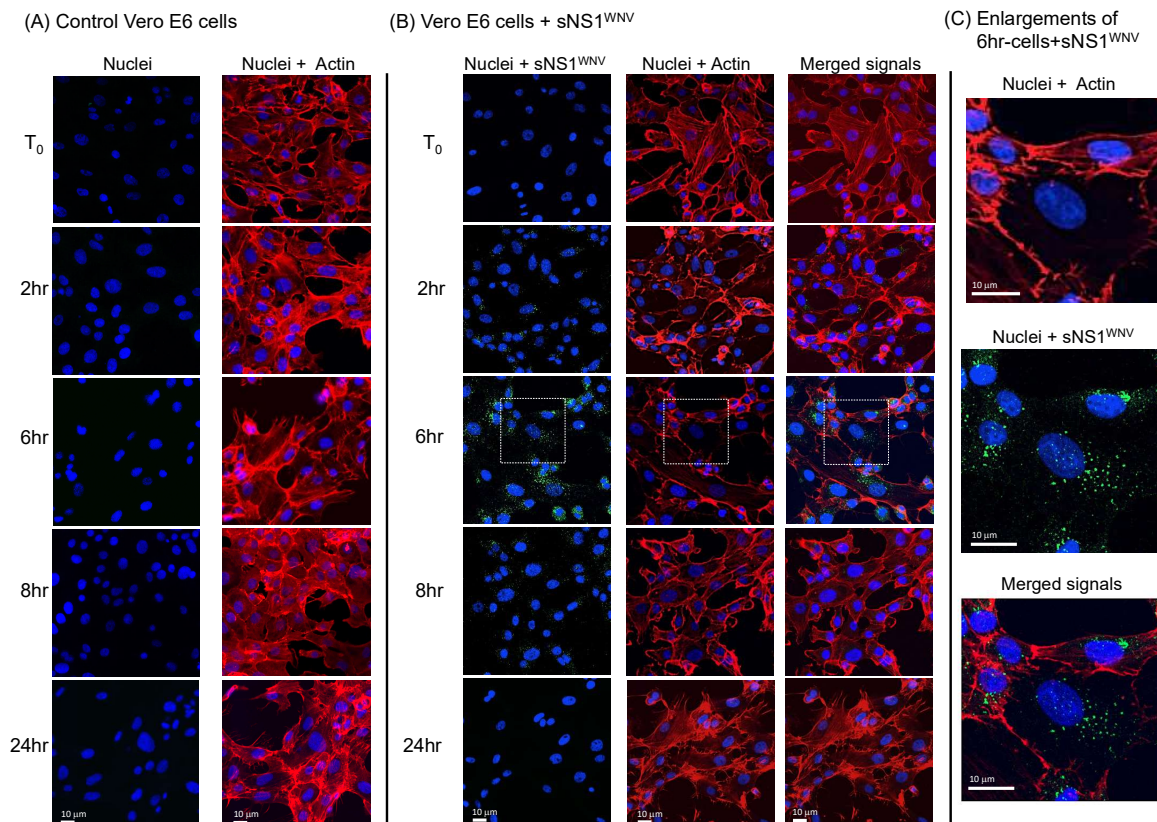 (A) Control Vero E6 cells
Nuclei
Nuclei + Actin
T0
2hr
6hr
8hr
24hr
10 µm
10 µm
(B) Vero E6 cells + sNS1WNV
Nuclei + sNS1WNV
Nuclei + Actin
Merged signals
T0
2hr
6hr
8hr
24hr
10 µm
10 µm
10 µm
(C) Enlargements of
6hr-cells+sNS1WNV
Nuclei + Actin
10 µm
Nuclei + sNS1WNV
10 µm
Merged signals
10 µm